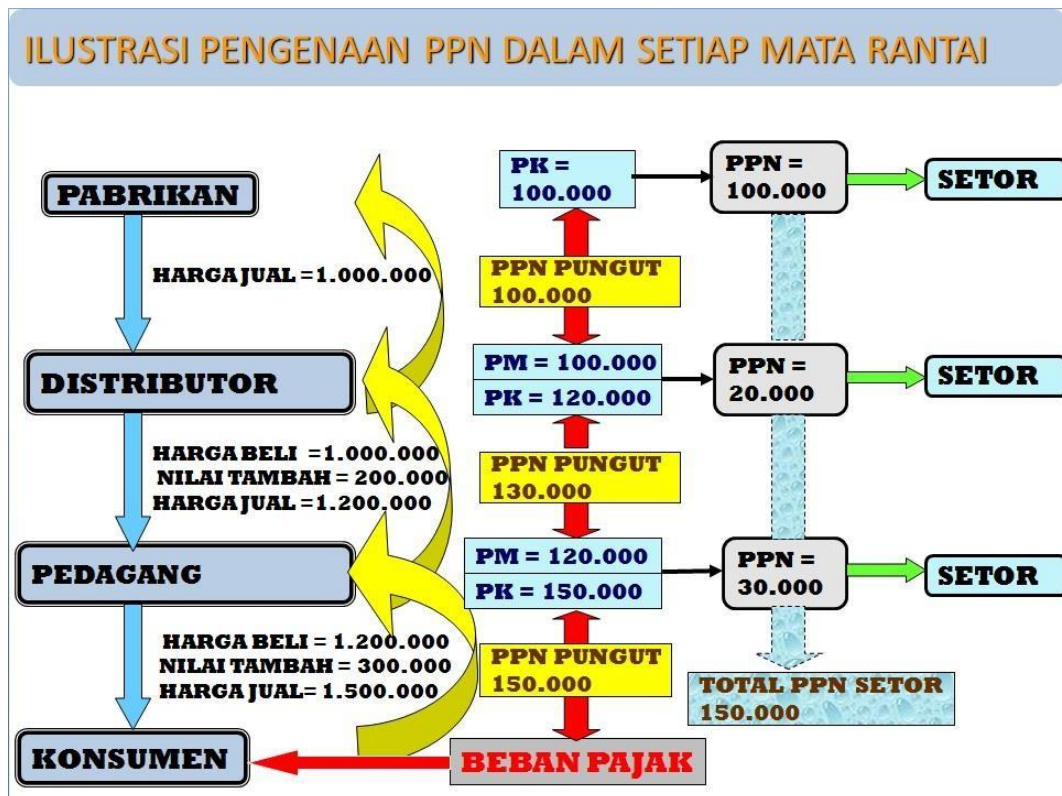 ILUSTRASI PENGENAAN PPN DALAM SETIAP MATA RANTAI
PABRIKAN
HARGA JUAL = 1.000.000
DISTRIBUTOR
HARGA BELI = 1.000.000
NILAI TAMBAH = 200.000
HARGA JUAL = 1.200.000
PEDAGANG
HARGA BELI = 1.200.000
NILAI TAMBAH = 300.000
HARGA JUAL= 1.500.000
KONSUMEN
PK =
100.000
PPN PUNGUT
100.000
PM = 100.000
PK = 120.000
PPN PUNGUT
130.000
PM = 120.000
PK = 150.000
PPN PUNGUT
150.000
BEBAN PAJAK
PPN =
100.000
SETOR
PPN =
20.000
SETOR
PPN =
30.000
SETOR
TOTAL PPN SETOR
150.000